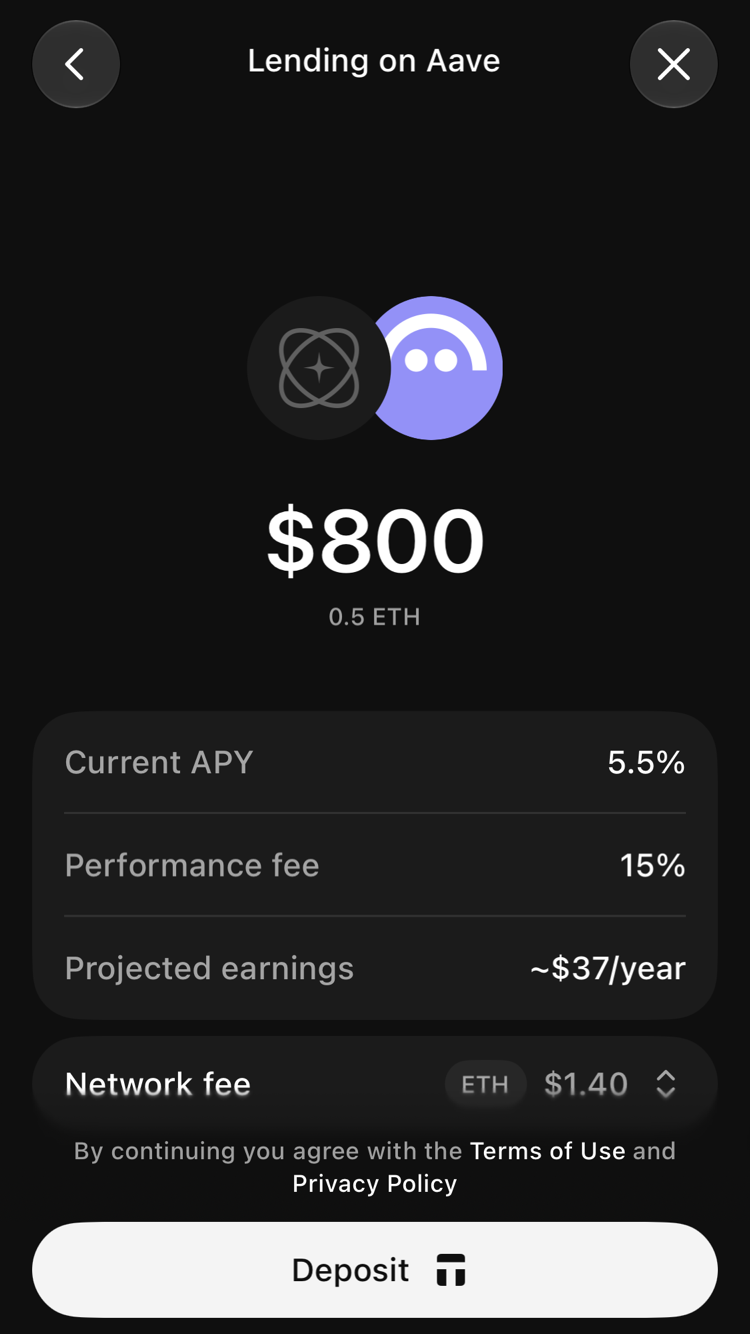 Lending on Aave
$800
0.5 ETH
Current APY 5.5%
Performance fee 15%
Projected earnings ~$37/year
Network fee ETH $1.40
By continuing you agree with the Terms of Use and
Privacy Policy
Deposit